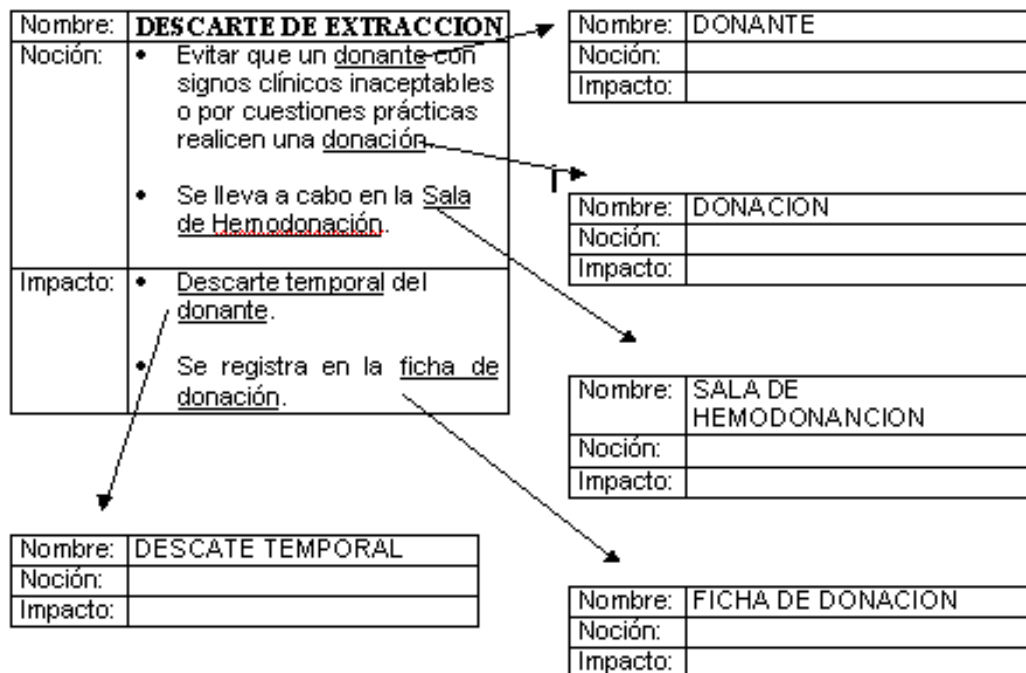 Nombre: DESCARTE DE EXTRACCION
Noción: • Evitar que un donante con
signos clínicos inaceptables
o por cuestiones prácticas
realicen una donación.
• Se lleva a cabo en la Sala
de Hemodonación.
Impacto: • Descarte temporal del
donante.
• Se registra en la ficha de
donación.
Nombre: DESCATE TEMPORAL
Noción:
Impacto:
Nombre: DONANTE
Noción:
Impacto:
Nombre: DONACION
Noción:
Impacto:
Nombre: SALA DE
HEMODONANCION
Noción:
Impacto:
Nombre: FICHA DE DONACION
Noción:
Impacto: